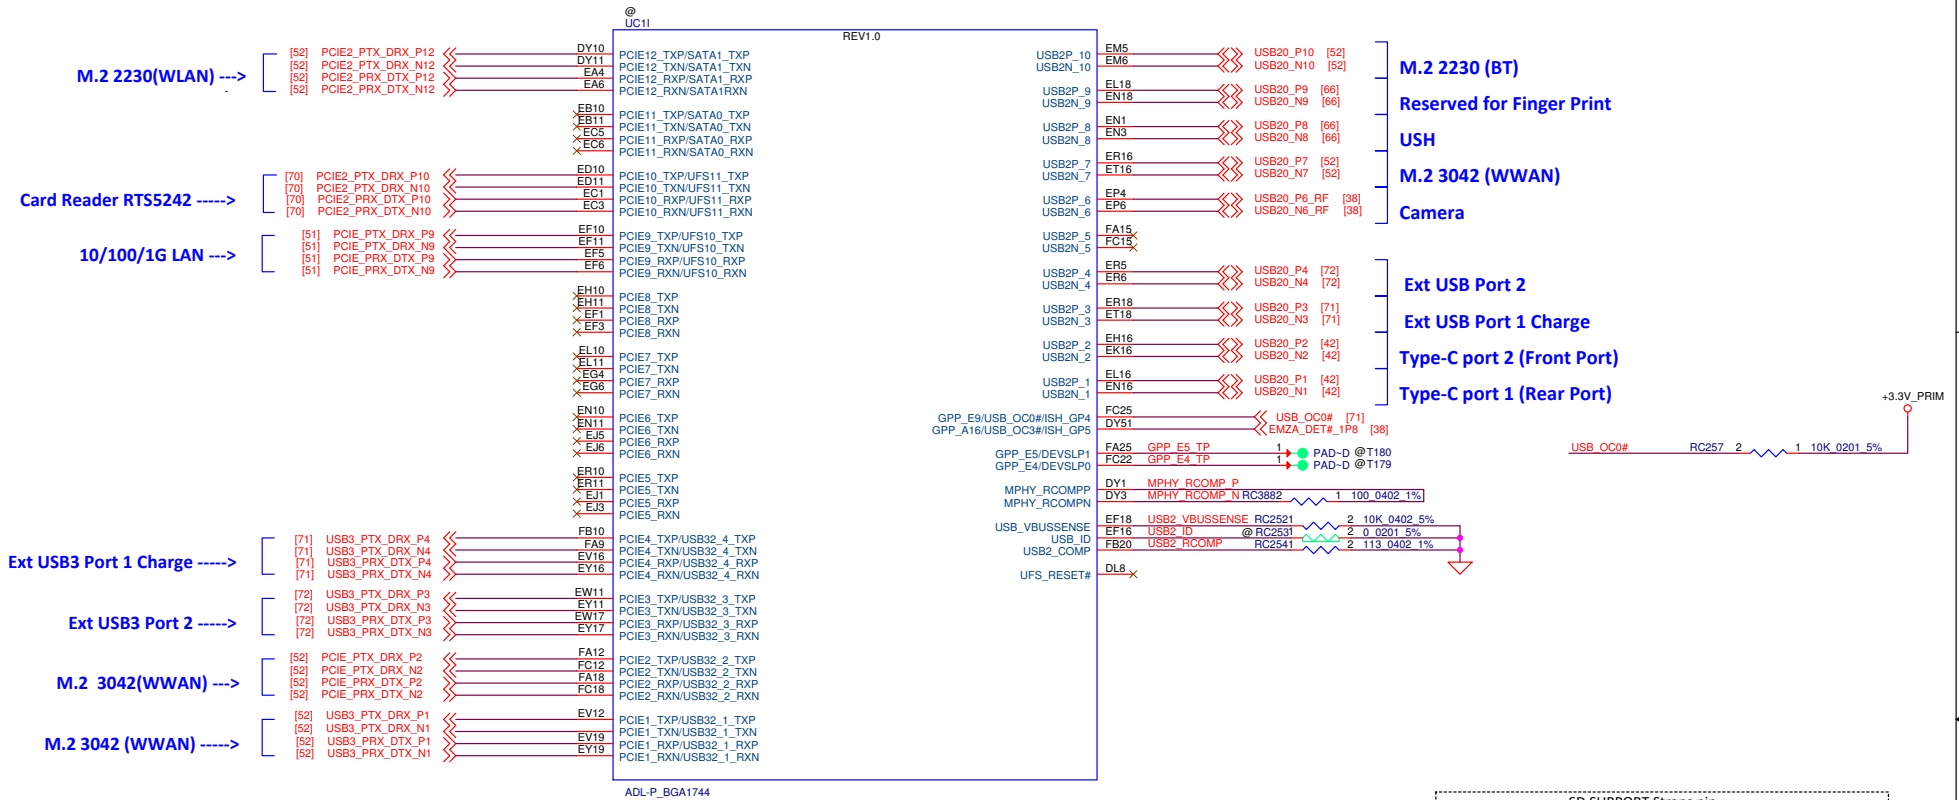 @
UC1I
REV1.0
M.2 2230(WLAN) --->
[52] PCIE2_PTX_DRX_P12 DY10 PCIE12_TXP/SATA1_TXP
[52] PCIE2_PTX_DRX_N12 DY11 PCIE12_TXN/SATA1_TXN
[52] PCIE2_PRX_DTX_P12 EA4 PCIE12_RXP/SATA1_RXP
[52] PCIE2_PRX_DTX_N12 EA6 PCIE12_RXN/SATA1RXN
EB10 PCIE11_TXP/SATA0_TXP
EB11 PCIE11_TXN/SATA0_TXN
EC5 PCIE11_RXP/SATA0_RXP
EC6 PCIE11_RXN/SATA0_RXN
Card Reader RTS5242 ----->
[70] PCIE2_PTX_DRX_P10 ED10 PCIE10_TXP/UFS11_TXP
[70] PCIE2_PTX_DRX_N10 ED11 PCIE10_TXN/UFS11_TXN
[70] PCIE2_PRX_DTX_P10 EC1 PCIE10_RXP/UFS11_RXP
[70] PCIE2_PRX_DTX_N10 EC3 PCIE10_RXN/UFS11_RXN
10/100/1G LAN --->
[51] PCIE_PTX_DRX_P9 EF10 PCIE9_TXP/UFS10_TXP
[51] PCIE_PTX_DRX_N9 EF11 PCIE9_TXN/UFS10_TXN
[51] PCIE_PRX_DTX_P9 EF5 PCIE9_RXP/UFS10_RXP
[51] PCIE_PRX_DTX_N9 EF6 PCIE9_RXN/UFS10_RXN
EH10 PCIE8_TXP
EH11 PCIE8_TXN
EF1 PCIE8_RXP
EF3 PCIE8_RXN
EL10 PCIE7_TXP
EL11 PCIE7_TXN
EG4 PCIE7_RXP
EG6 PCIE7_RXN
EN10 PCIE6_TXP
EN11 PCIE6_TXN
EJ5 PCIE6_RXP
EJ6 PCIE6_RXN
ER10 PCIE5_TXP
ER11 PCIE5_TXN
EJ1 PCIE5_RXP
EJ3 PCIE5_RXN
Ext USB3 Port 1 Charge ----->
[71] USB3_PTX_DRX_P4 FB10 PCIE4_TXP/USB32_4_TXP
[71] USB3_PTX_DRX_N4 FA9 PCIE4_TXN/USB32_4_TXN
[71] USB3_PRX_DTX_P4 EV16 PCIE4_RXP/USB32_4_RXP
[71] USB3_PRX_DTX_N4 EY16 PCIE4_RXN/USB32_4_RXN
Ext USB3 Port 2 ----->
[72] USB3_PTX_DRX_P3 EW11 PCIE3_TXP/USB32_3_TXP
[72] USB3_PTX_DRX_N3 EY11 PCIE3_TXN/USB32_3_TXN
[72] USB3_PRX_DTX_P3 EW17 PCIE3_RXP/USB32_3_RXP
[72] USB3_PRX_DTX_N3 EY17 PCIE3_RXN/USB32_3_RXN
M.2 3042(WWAN) --->
[52] PCIE_PTX_DRX_P2 FA12 PCIE2_TXP/USB32_2_TXP
[52] PCIE_PTX_DRX_N2 FC12 PCIE2_TXN/USB32_2_TXN
[52] PCIE_PRX_DTX_P2 FA18 PCIE2_RXP/USB32_2_RXP
[52] PCIE_PRX_DTX_N2 FC18 PCIE2_RXN/USB32_2_RXN
M.2 3042 (WWAN) ----->
[52] USB3_PTX_DRX_P1 EV12 PCIE1_TXP/USB32_1_TXP
[52] USB3_PTX_DRX_N1 PCIE1_TXN/USB32_1_TXN
[52] USB3_PRX_DTX_P1 EV19 PCIE1_RXP/USB32_1_RXP
[52] USB3_PRX_DTX_N1 EY19 PCIE1_RXN/USB32_1_RXN
ADL-P_BGA1744
USB2P_10 EM5 USB20_P10 [52]
USB2N_10 EM6 USB20_N10 [52]
M.2 2230 (BT)
USB2P_9 EL18 USB20_P9 [66]
USB2N_9 EN18 USB20_N9 [66]
Reserved for Finger Print
USB2P_8 EN1 USB20_P8 [66]
USB2N_8 EN3 USB20_N8 [66]
USH
USB2P_7 ER16 USB20_P7 [52]
USB2N_7 ET16 USB20_N7 [52]
M.2 3042 (WWAN)
USB2P_6 EP4 USB20_P6_RF [38]
USB2N_6 EP6 USB20_N6_RF [38]
Camera
USB2P_5 FA15
USB2N_5 FC15
USB2P_4 ER5 USB20_P4 [72]
USB2N_4 ER6 USB20_N4 [72]
Ext USB Port 2
USB2P_3 ER18 USB20_P3 [71]
USB2N_3 ET18 USB20_N3 [71]
Ext USB Port 1 Charge
USB2P_2 EH16 USB20_P2 [42]
USB2N_2 EK16 USB20_N2 [42]
Type-C port 2 (Front Port)
USB2P_1 EL16 USB20_P1 [42]
USB2N_1 EN16 USB20_N1 [42]
Type-C port 1 (Rear Port)
GPP_E9/USB_OC0#/ISH_GP4 FC25 USB_OC0# [71]
GPP_A16/USB_OC3#/ISH_GP5 DY51 EMZA_DET#_1P8 [38]
GPP_E5/DEVSLP1 FA25 GPP_E5_TP 1 PAD~D @T180
GPP_E4/DEVSLP0 FC22 GPP_E4_TP 1 PAD~D @T179
MPHY_RCOMPP DY1 MPHY_RCOMP_P
MPHY_RCOMPN DY3 MPHY_RCOMP_N RC3882 1 100_0402_1%
USB_VBUSSENSE EF18 USB2_VBUSSENSE RC2521 2 10K_0402_5%
USB_ID EF16 USB2_ID @ RC2531 2 0_0201_5%
USB2_COMP FB20 USB2_RCOMP RC2541 2 113_0402_1%
UFS_RESET# DL8
+3.3V_PRIM
USB_OC0# RC257 2 1 10K_0201_5%